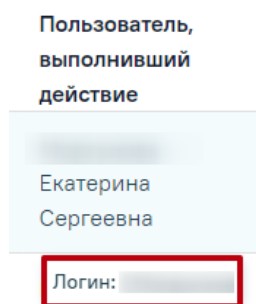 Пользователь,
выполнивший
действие
Екатерина
Сергеевна
Логин: